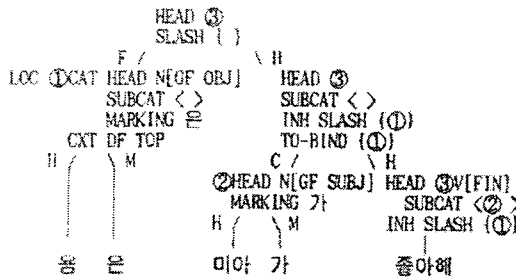 HEAD ③
SLASH { }
F / \ H
LOC ①CAT HEAD N[GF OBJ] HEAD ③
SUBCAT < > SUBCAT < >
MARKING 은 INH SLASH {①}
CXT DF TOP TO-BIND {①}
H / \ M C / \ H
②HEAD N[GF SUBJ] HEAD ③V[FIN]
MARKING 가 SUBCAT <②>
H / \ M INH SLASH {①}
용 은 미아 가 좋아해